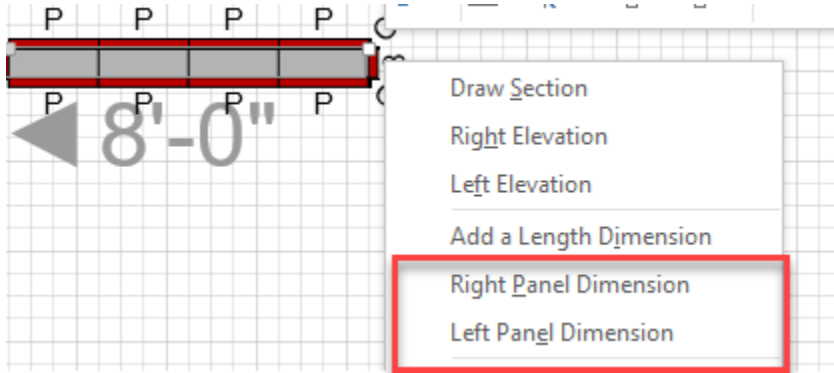 P P P P
P P P P
8'-0"
Draw Section
Right Elevation
Left Elevation
Add a Length Dimension
Right Panel Dimension
Left Panel Dimension